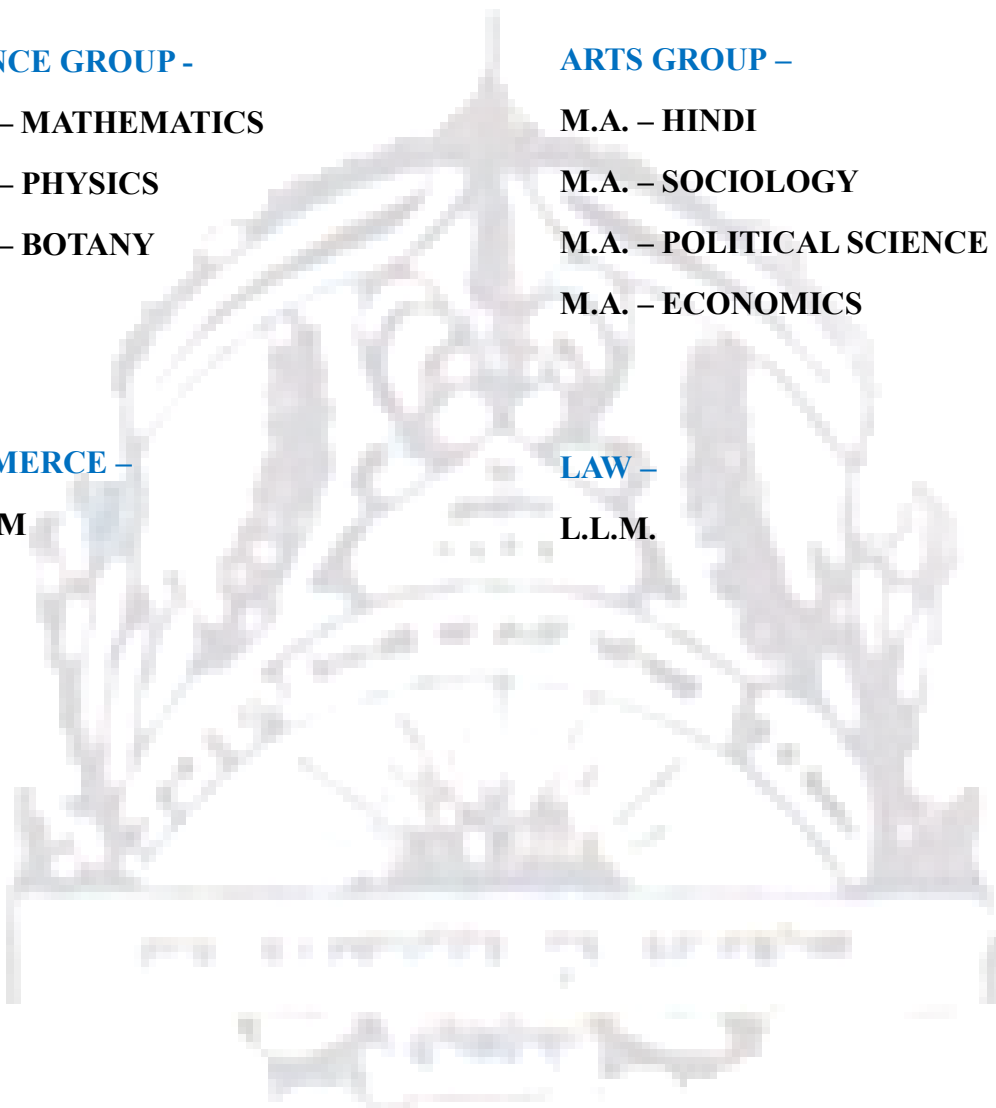 NCE GROUP -
– MATHEMATICS
– PHYSICS
– BOTANY
ARTS GROUP –
M.A. – HINDI
M.A. – SOCIOLOGY
M.A. – POLITICAL SCIENCE
M.A. – ECONOMICS
MERCE –
M
LAW –
L.L.M.